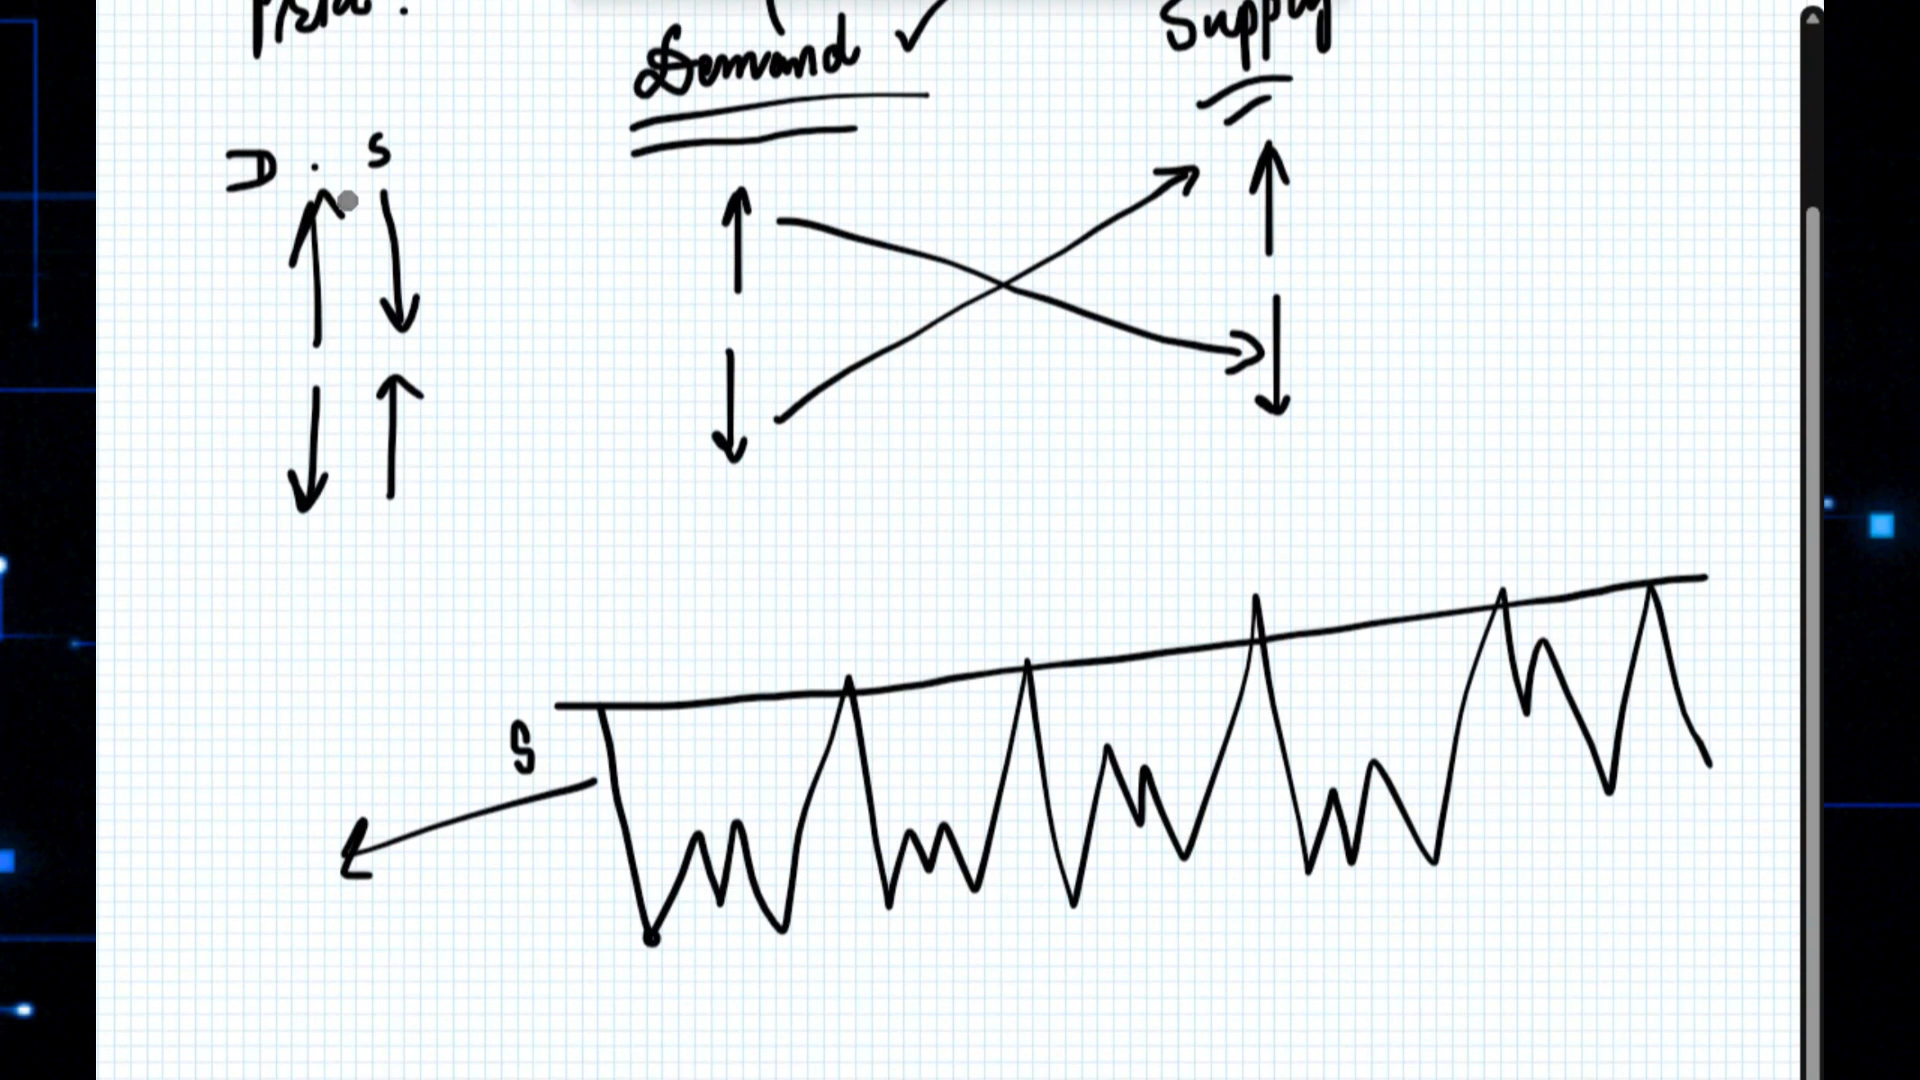 Demand ✓ Supply
D . S
S